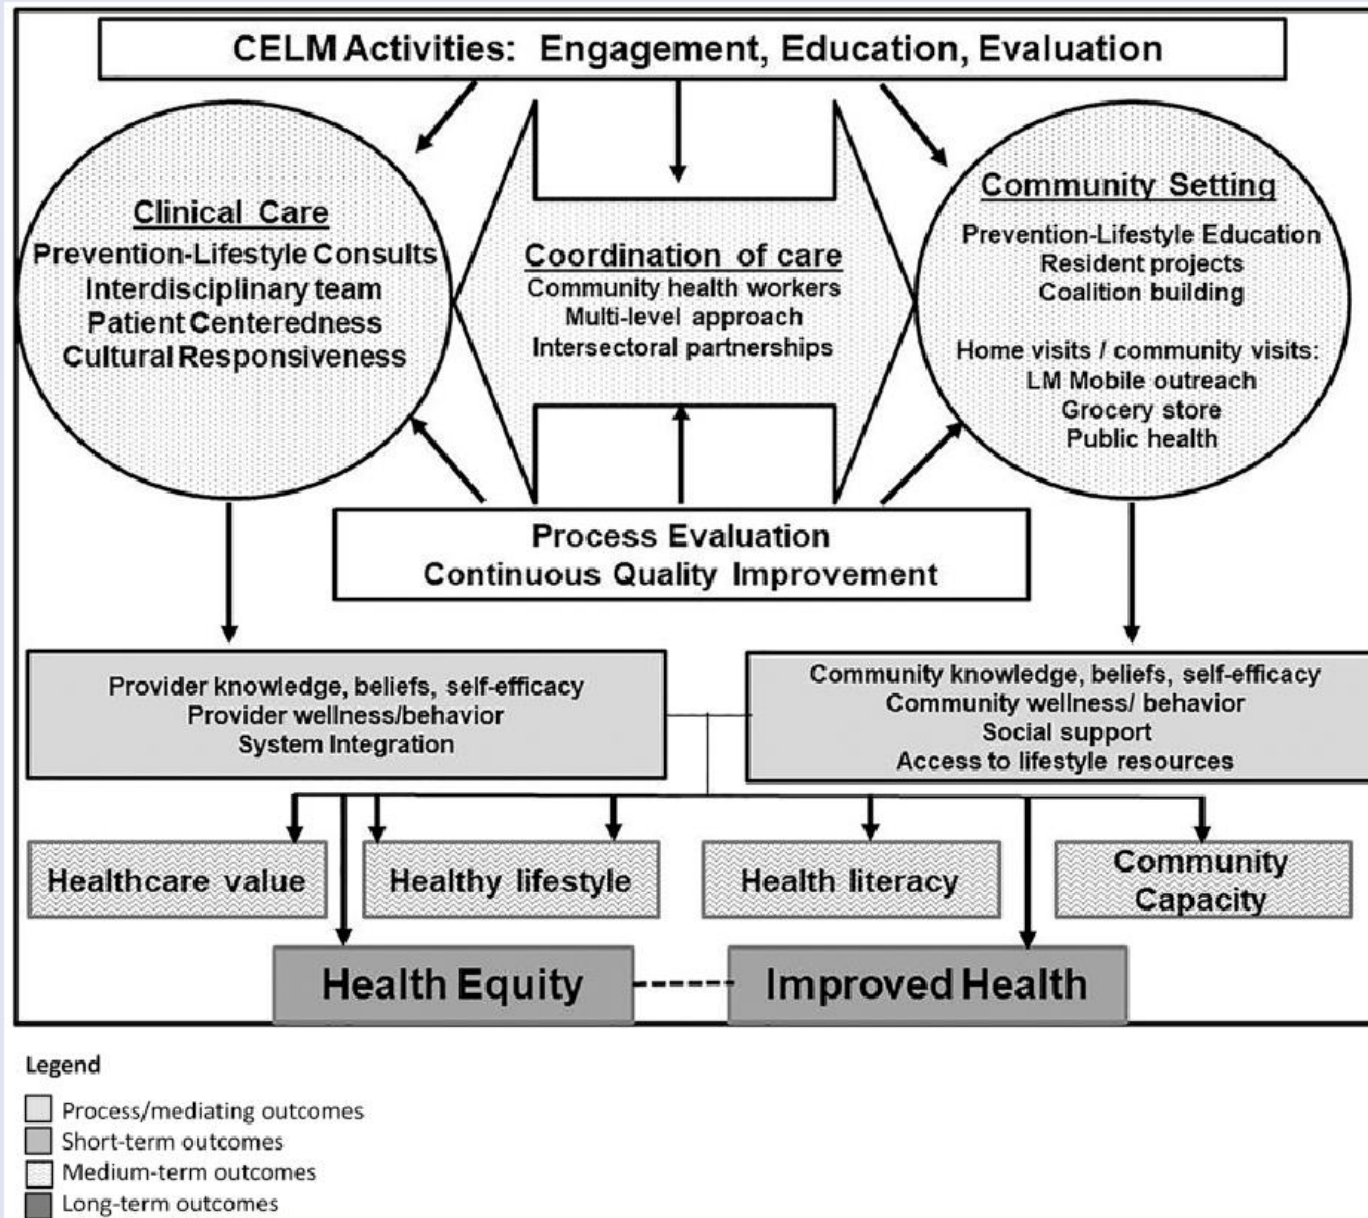 CELM Activities: Engagement, Education, Evaluation
Clinical Care
Prevention-Lifestyle Consults
Interdisciplinary team
Patient Centeredness
Cultural Responsiveness
Coordination of care
Community health workers
Multi-level approach
Intersectoral partnerships
Community Setting
Prevention-Lifestyle Education
Resident projects
Coalition building
Home visits / community visits:
LM Mobile outreach
Grocery store
Public health
Process Evaluation
Continuous Quality Improvement
Provider knowledge, beliefs, self-efficacy
Provider wellness/behavior
System Integration
Community knowledge, beliefs, self-efficacy
Community wellness/ behavior
Social support
Access to lifestyle resources
Healthcare value
Healthy lifestyle
Health literacy
Community
Capacity
Health Equity
Improved Health
Legend
Process/mediating outcomes
Short-term outcomes
Medium-term outcomes
Long-term outcomes